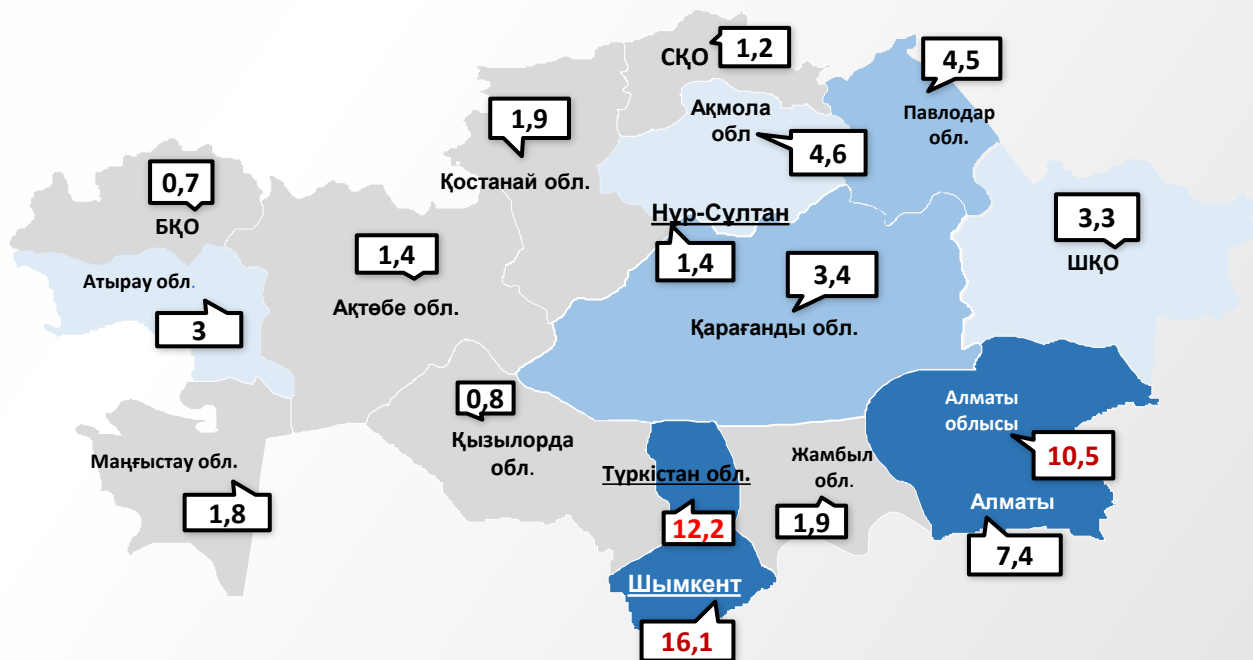 СҚО
1,2
4,5
Павлодар
обл.
Ақмола
обл
4,6
1,9
Қостанай обл.
0,7
БҚО
Нұр-Сұлтан
1,4
3,3
ШҚО
1,4
Ақтөбе обл.
Атырау обл.
3
3,4
Қарағанды обл.
0,8
Қызылорда
обл.
Алматы
облысы
10,5
Маңғыстау обл.
1,8
Түркістан обл.
12,2
Жамбыл
обл.
1,9
Алматы
7,4
Шымкент
16,1